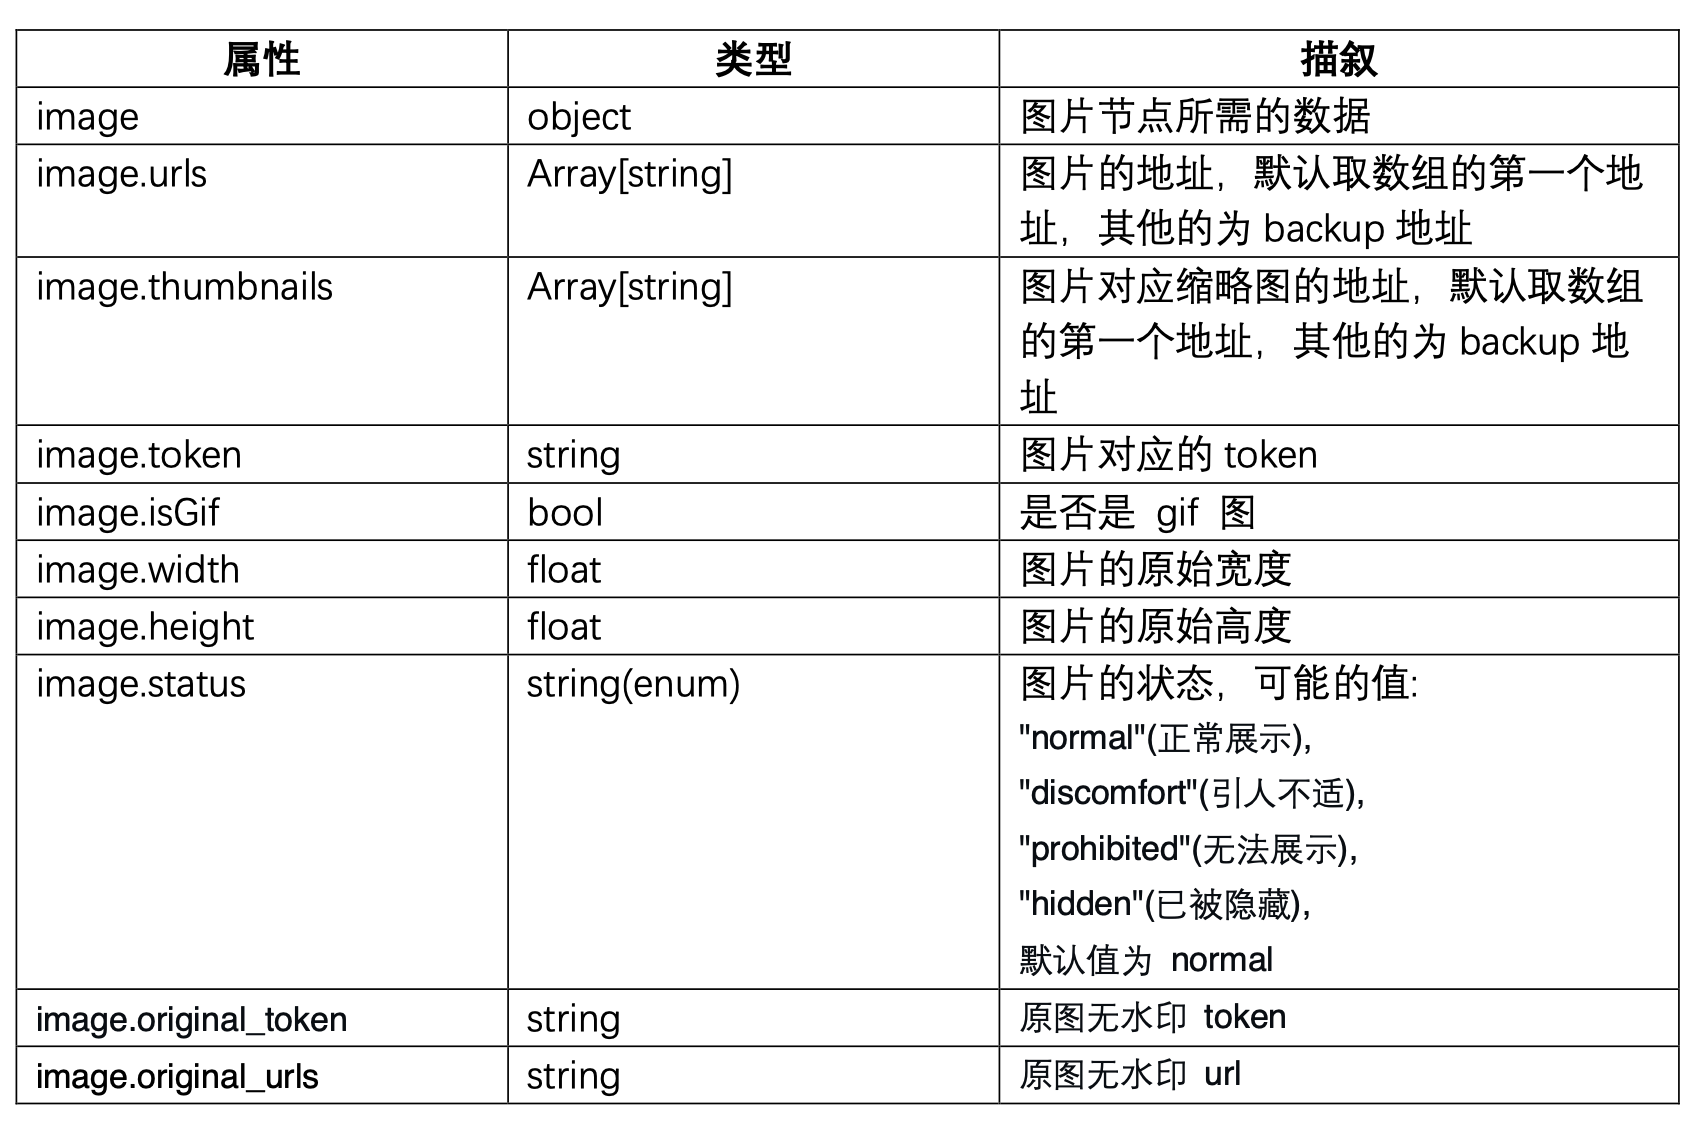 属性 类型 描叙
image object 图片节点所需的数据
image.urls Array[string] 图片的地址，默认取数组的第一个地
址，其他的为 backup 地址
image.thumbnails Array[string] 图片对应缩略图的地址，默认取数组
的第一个地址，其他的为 backup 地
址
image.token string 图片对应的 token
image.isGif bool 是否是 gif 图
image.width float 图片的原始宽度
image.height float 图片的原始高度
image.status string(enum) 图片的状态，可能的值:
"normal"(正常展示),
"discomfort"(引人不适),
"prohibited"(无法展示),
"hidden"(已被隐藏),
默认值为 normal
image.original_token string 原图无水印 token
image.original_urls string 原图无水印 url